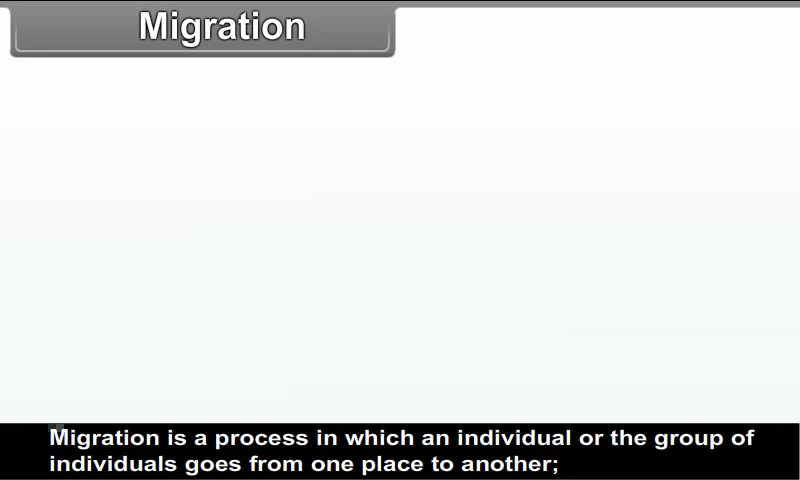 Migration
Migration is a process in which an individual or the group of
individuals goes from one place to another;